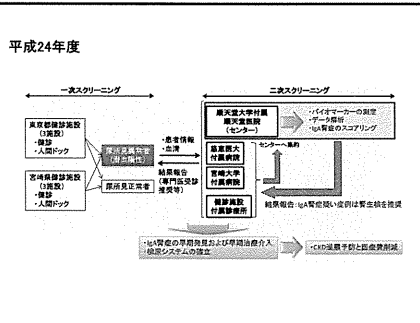 平成24年度
一次スクリーニング
二次スクリーニング
東京都健診施設
(3施設)
・健診
・人間ドック
宮崎県健診施設
(3施設)
・健診
・人間ドック
尿所見異常者
(潜血陽性)
尿所見正常者
・患者情報
・血清
結果報告
(専門医受診
推奨等)
順天堂大学付属
順天堂医院
(センター)
・バイオマーカーの測定
・データ解析
・IgA腎症のスコアリング
慈恵医大
付属病院
宮崎大学
附属病院
健診施設
付属診療所
センターへ集約
結果報告:IgA腎症疑い症例は腎生検を推奨
・IgA腎症の早期発見および早期治療介入
・検尿システムの確立
・CKD進展予防と医療費削減